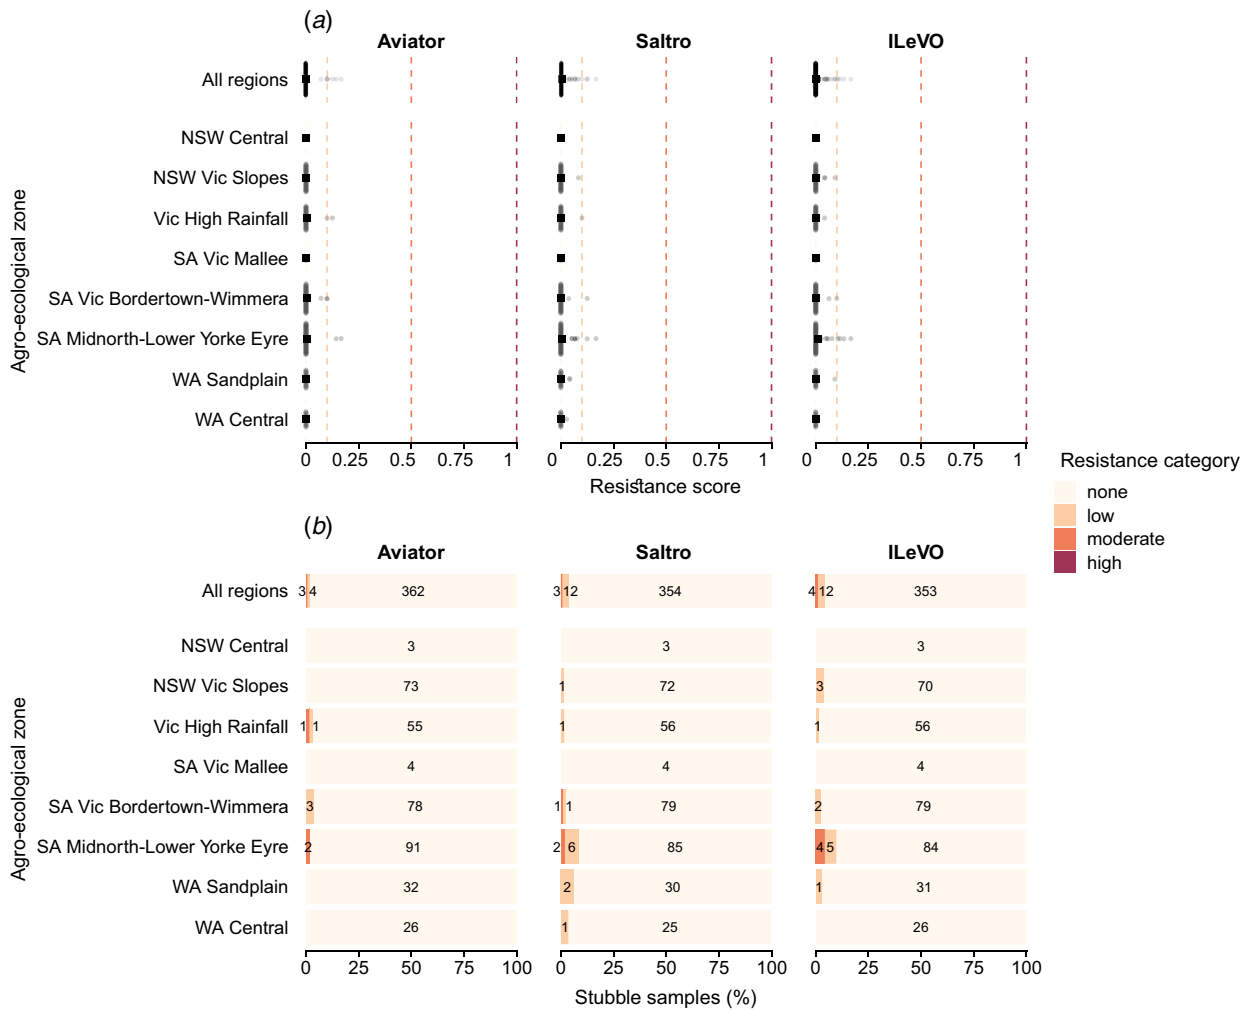 (a)
Aviator Saltro ILeVO
All regions
NSW Central
NSW Vic Slopes
Vic High Rainfall
SA Vic Mallee
SA Vic Bordertown-Wimmera
SA Midnorth-Lower Yorke Eyre
WA Sandplain
WA Central
Agro-ecological zone
0 0.25 0.5 0.75 1 0 0.25 0.5 0.75 1 0 0.25 0.5 0.75 1
Resistance score
Resistance category
none
low
moderate
high
(b)
Aviator Saltro ILeVO
All regions 3 4 362 3 12 354 4 12 353
NSW Central 3 3 3
NSW Vic Slopes 73 1 72 3 70
Vic High Rainfall 1 1 55 1 56 1 56
SA Vic Mallee 4 4 4
SA Vic Bordertown-Wimmera 3 78 1 1 79 2 79
SA Midnorth-Lower Yorke Eyre 2 91 2 6 85 4 5 84
WA Sandplain 32 2 30 1 31
WA Central 26 1 25 26
Agro-ecological zone
0 25 50 75 100 0 25 50 75 100 0 25 50 75 100
Stubble samples (%)